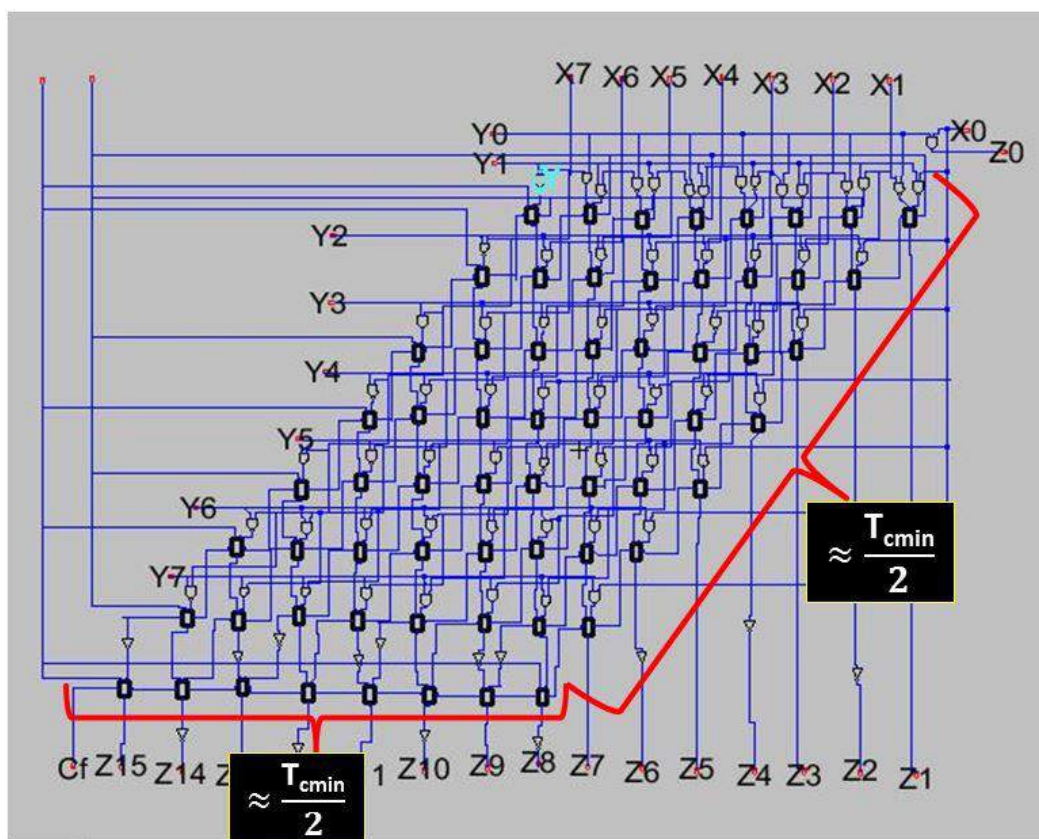 X7 X6 X5 X4 X3 X2 X1
Y0 X0
Y1 Z0
Y2
Y3
Y4
Y5
Y6
≈ Tcmin/2
Y7
Cf Z15 Z14 Z 1 Z10 Z9 Z8 Z7 Z6 Z5 Z4 Z3 Z2 Z1
≈ Tcmin/2